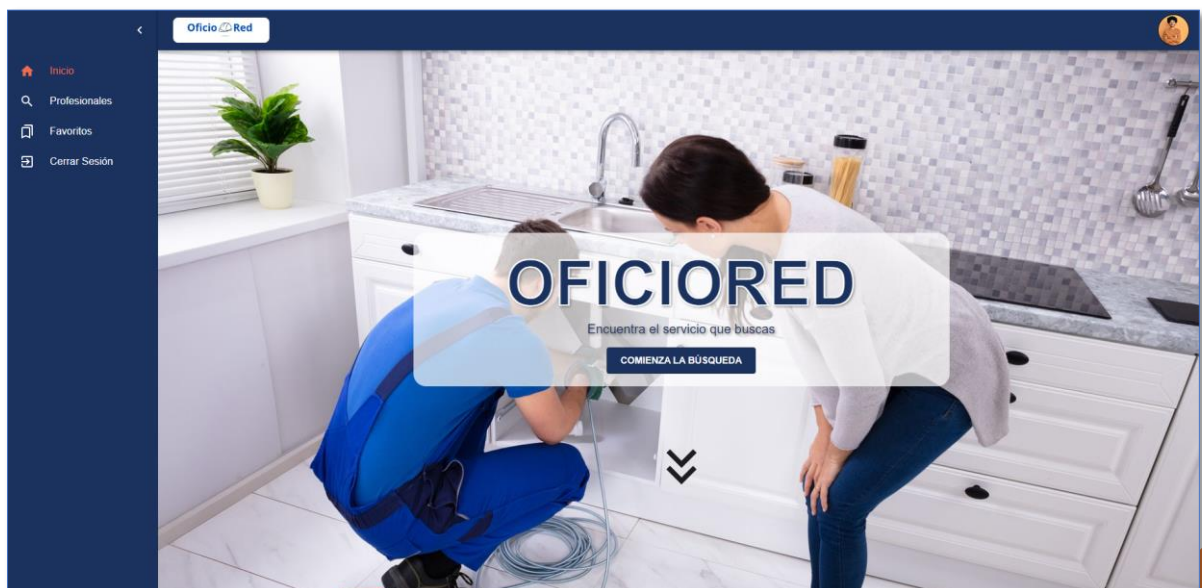 Oficio Red
Inicio
Profesionales
Favoritos
Cerrar Sesión
OFICIORED
Encuentra el servicio que buscas
COMIENZA LA BÚSQUEDA